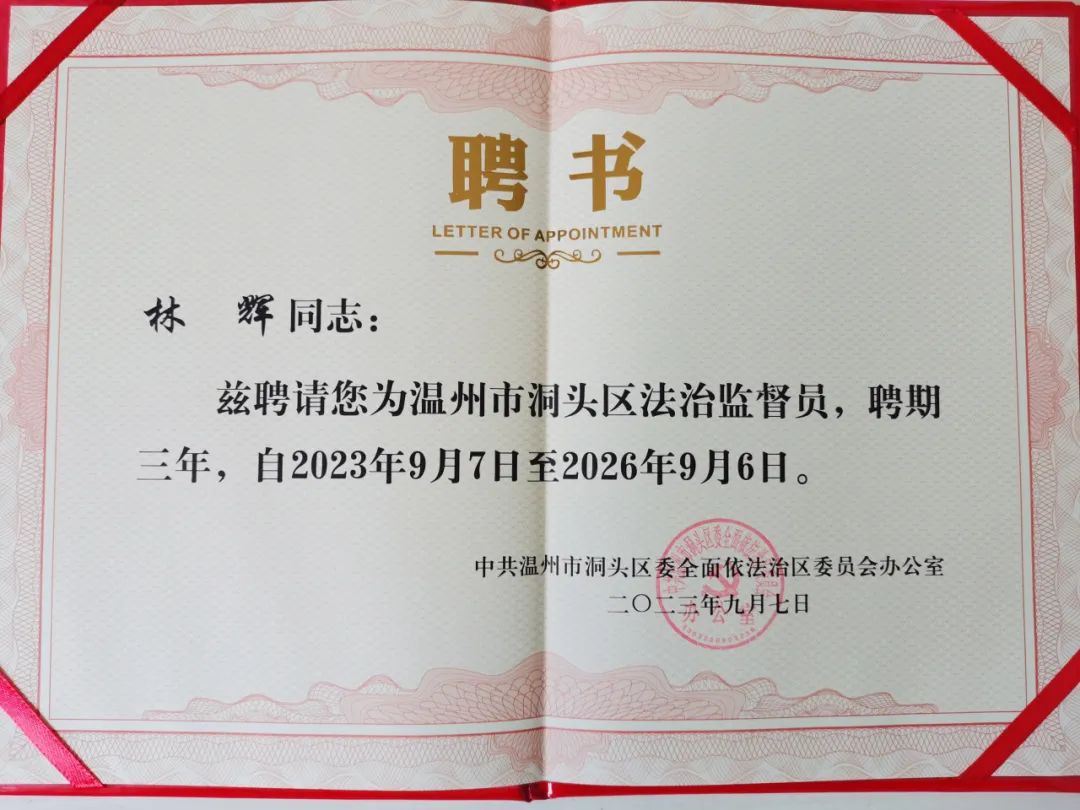 聘书
LETTER OF APPOINTMENT
林 辉同志：
兹聘请您为温州市洞头区法治监督员，聘期
三年，自2023年9月7日至2026年9月6日。
中共温州市洞头区委全面依法治区委员会办公室
二〇二三年九月七日
办公室